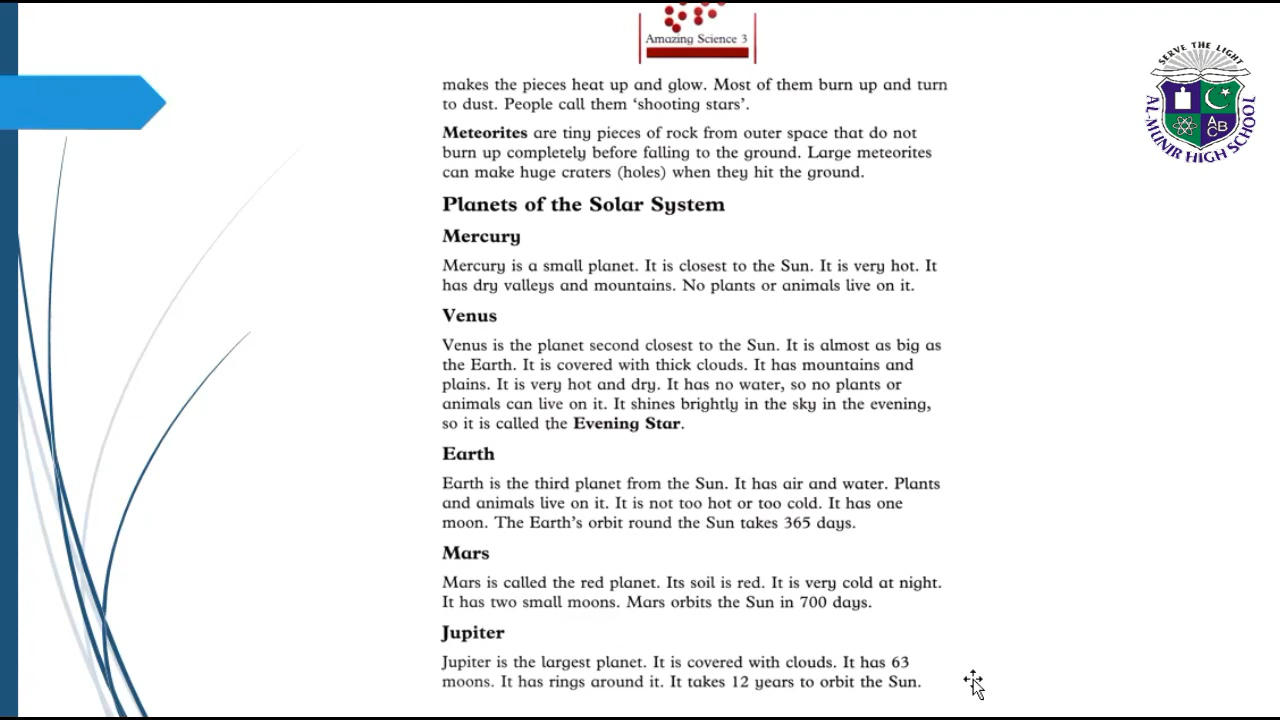 Amazing Science 3
SERVE THE LIGHT
AL-MUNIR HIGH SCHOOL
A B
C
makes the pieces heat up and glow. Most of them burn up and turn
to dust. People call them ‘shooting stars’.
Meteorites are tiny pieces of rock from outer space that do not
burn up completely before falling to the ground. Large meteorites
can make huge craters (holes) when they hit the ground.
Planets of the Solar System
Mercury
Mercury is a small planet. It is closest to the Sun. It is very hot. It
has dry valleys and mountains. No plants or animals live on it.
Venus
Venus is the planet second closest to the Sun. It is almost as big as
the Earth. It is covered with thick clouds. It has mountains and
plains. It is very hot and dry. It has no water, so no plants or
animals can live on it. It shines brightly in the sky in the evening,
so it is called the Evening Star.
Earth
Earth is the third planet from the Sun. It has air and water. Plants
and animals live on it. It is not too hot or too cold. It has one
moon. The Earth’s orbit round the Sun takes 365 days.
Mars
Mars is called the red planet. Its soil is red. It is very cold at night.
It has two small moons. Mars orbits the Sun in 700 days.
Jupiter
Jupiter is the largest planet. It is covered with clouds. It has 63
moons. It has rings around it. It takes 12 years to orbit the Sun.